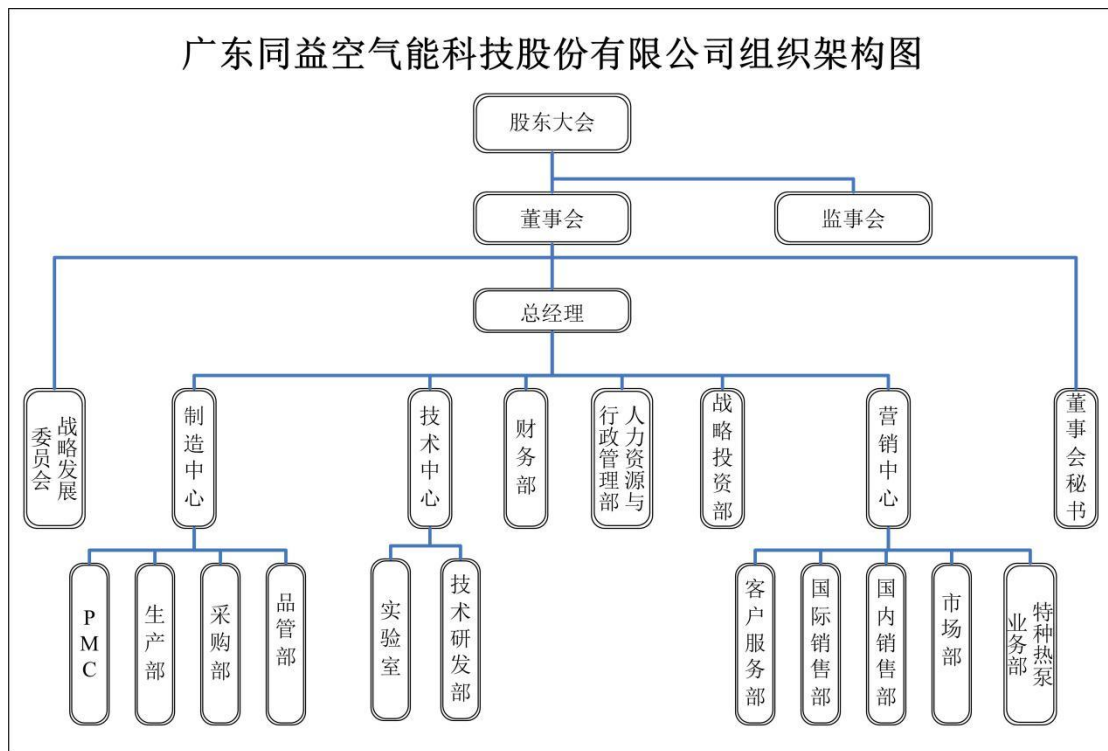 广东同益空气能科技股份有限公司组织架构图
股东大会
董事会
监事会
总经理
战略发展
委员会
制造中心
技术中心
财务部
人力资源与
行政管理部
战略投资部
营销中心
董事会秘书
PMC
生产部
采购部
品管部
实验室
技术研发部
客户服务部
国际销售部
国内销售部
市场部
特种热泵
业务部